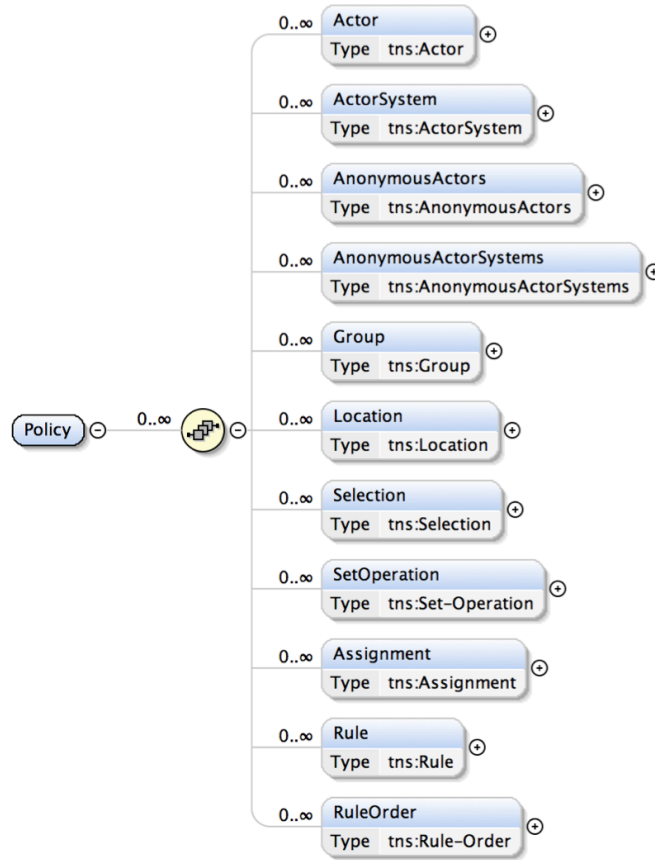 0..∞
Actor
Type tns:Actor
0..∞
ActorSystem
Type tns:ActorSystem
0..∞
AnonymousActors
Type tns:AnonymousActors
0..∞
AnonymousActorSystems
Type tns:AnonymousActorSystems
0..∞
Group
Type tns:Group
Policy
0..∞
0..∞
Location
Type tns:Location
0..∞
Selection
Type tns:Selection
0..∞
SetOperation
Type tns:Set-Operation
0..∞
Assignment
Type tns:Assignment
0..∞
Rule
Type tns:Rule
0..∞
RuleOrder
Type tns:Rule-Order